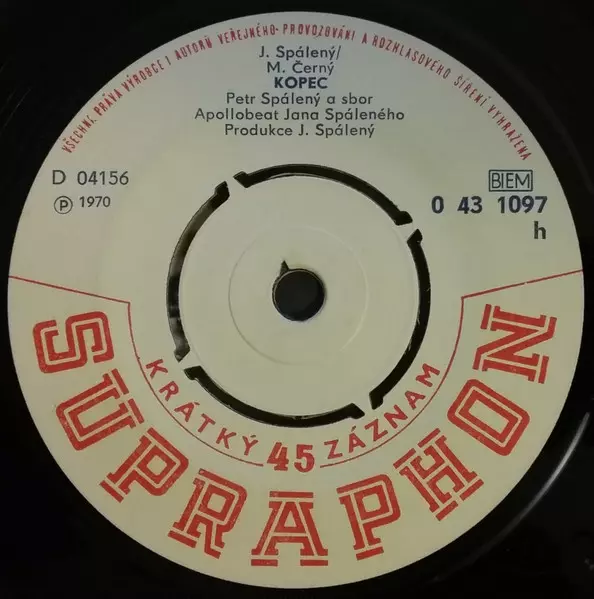 VŠECHNA PRÁVA VÝROBCE I AUTORŮ VEŘEJNÉHO PROVOZOVÁNÍ A ROZHLASOVÉHO ŠÍŘENÍ VYHRAZENA
J. Spálený/
M. Černý
KOPEC
Petr Spálený a sbor
Apollobeat Jana Spáleného
Produkce J. Spálený
D 04156
Ⓟ 1970
BIEM
0 43 1097
h
KRÁTKÝ 45 ZÁZNAM
SUPRAPHON